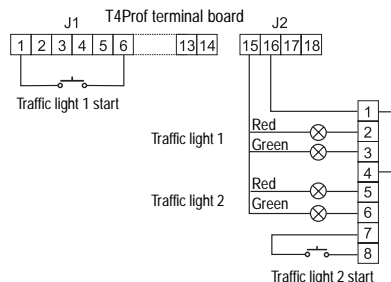 T4Prof terminal board
J1 J2
1 2 3 4 5 6 13 14 15 16 17 18
Traffic light 1 start
1
Red 2
Traffic light 1
Green 3
4
Red 5
Traffic light 2
Green 6
7
8
Traffic light 2 start